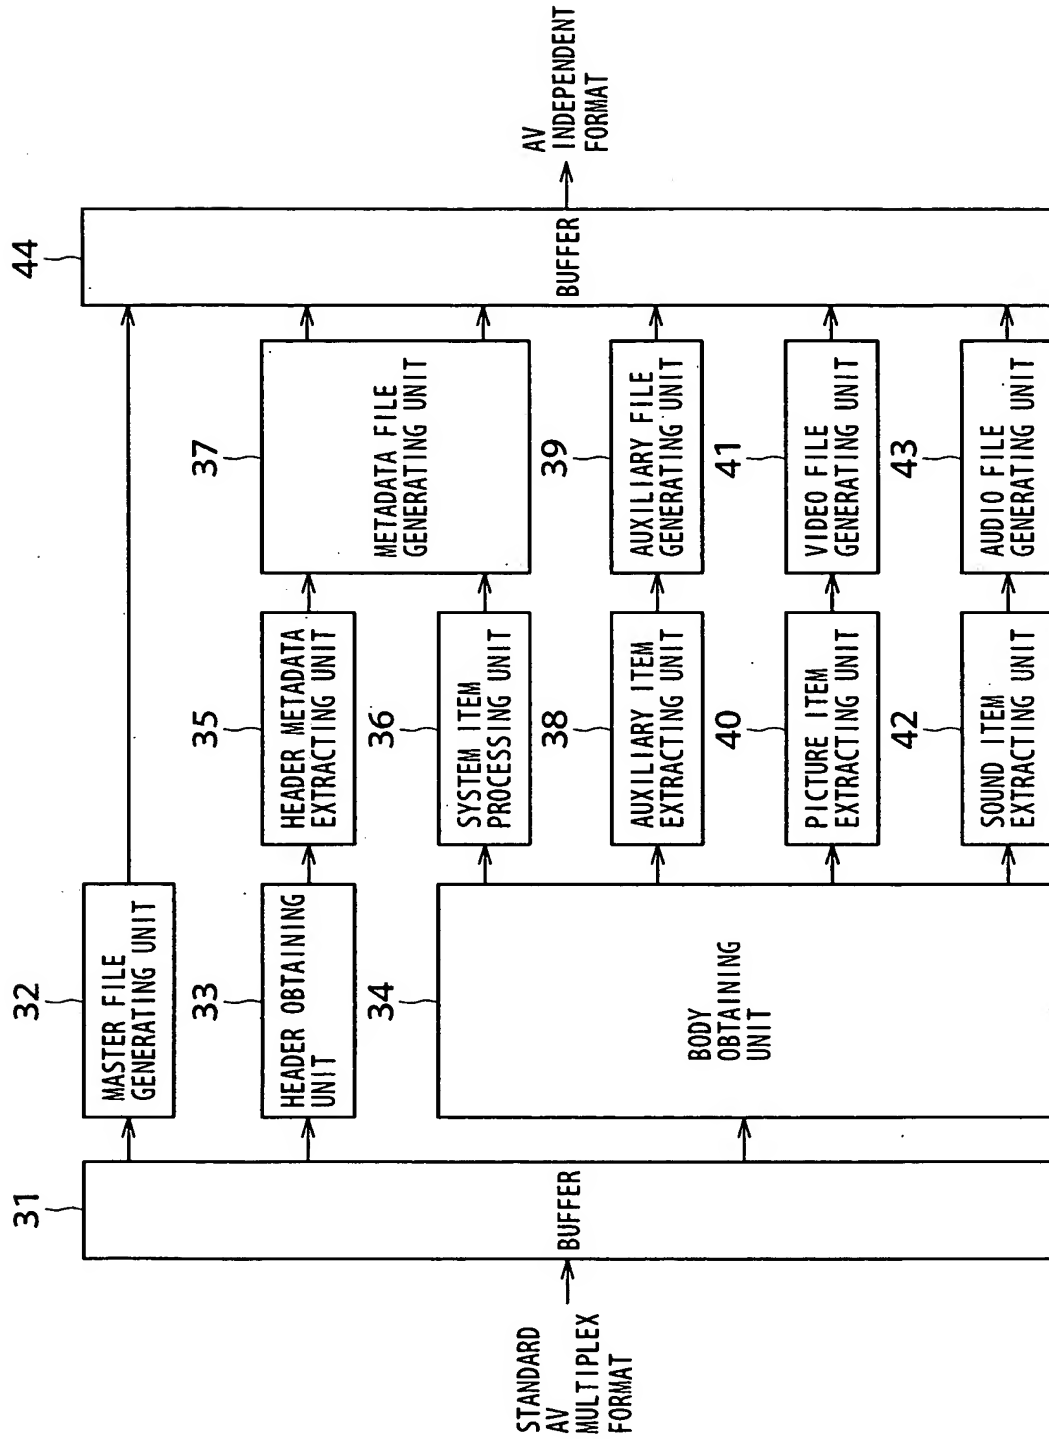 STANDARD
AV
MULTIPLEX
FORMAT
31
BUFFER
32
MASTER FILE
GENERATING UNIT
33
HEADER OBTAINING
UNIT
34
BODY
OBTAINING
UNIT
35
HEADER METADATA
EXTRACTING UNIT
36
SYSTEM ITEM
PROCESSING UNIT
38
AUXILIARY ITEM
EXTRACTING UNIT
40
PICTURE ITEM
EXTRACTING UNIT
42
SOUND ITEM
EXTRACTING UNIT
37
METADATA FILE
GENERATING UNIT
39
AUXILIARY FILE
GENERATING UNIT
41
VIDEO FILE
GENERATING UNIT
43
AUDIO FILE
GENERATING UNIT
44
BUFFER
AV
INDEPENDENT
FORMAT